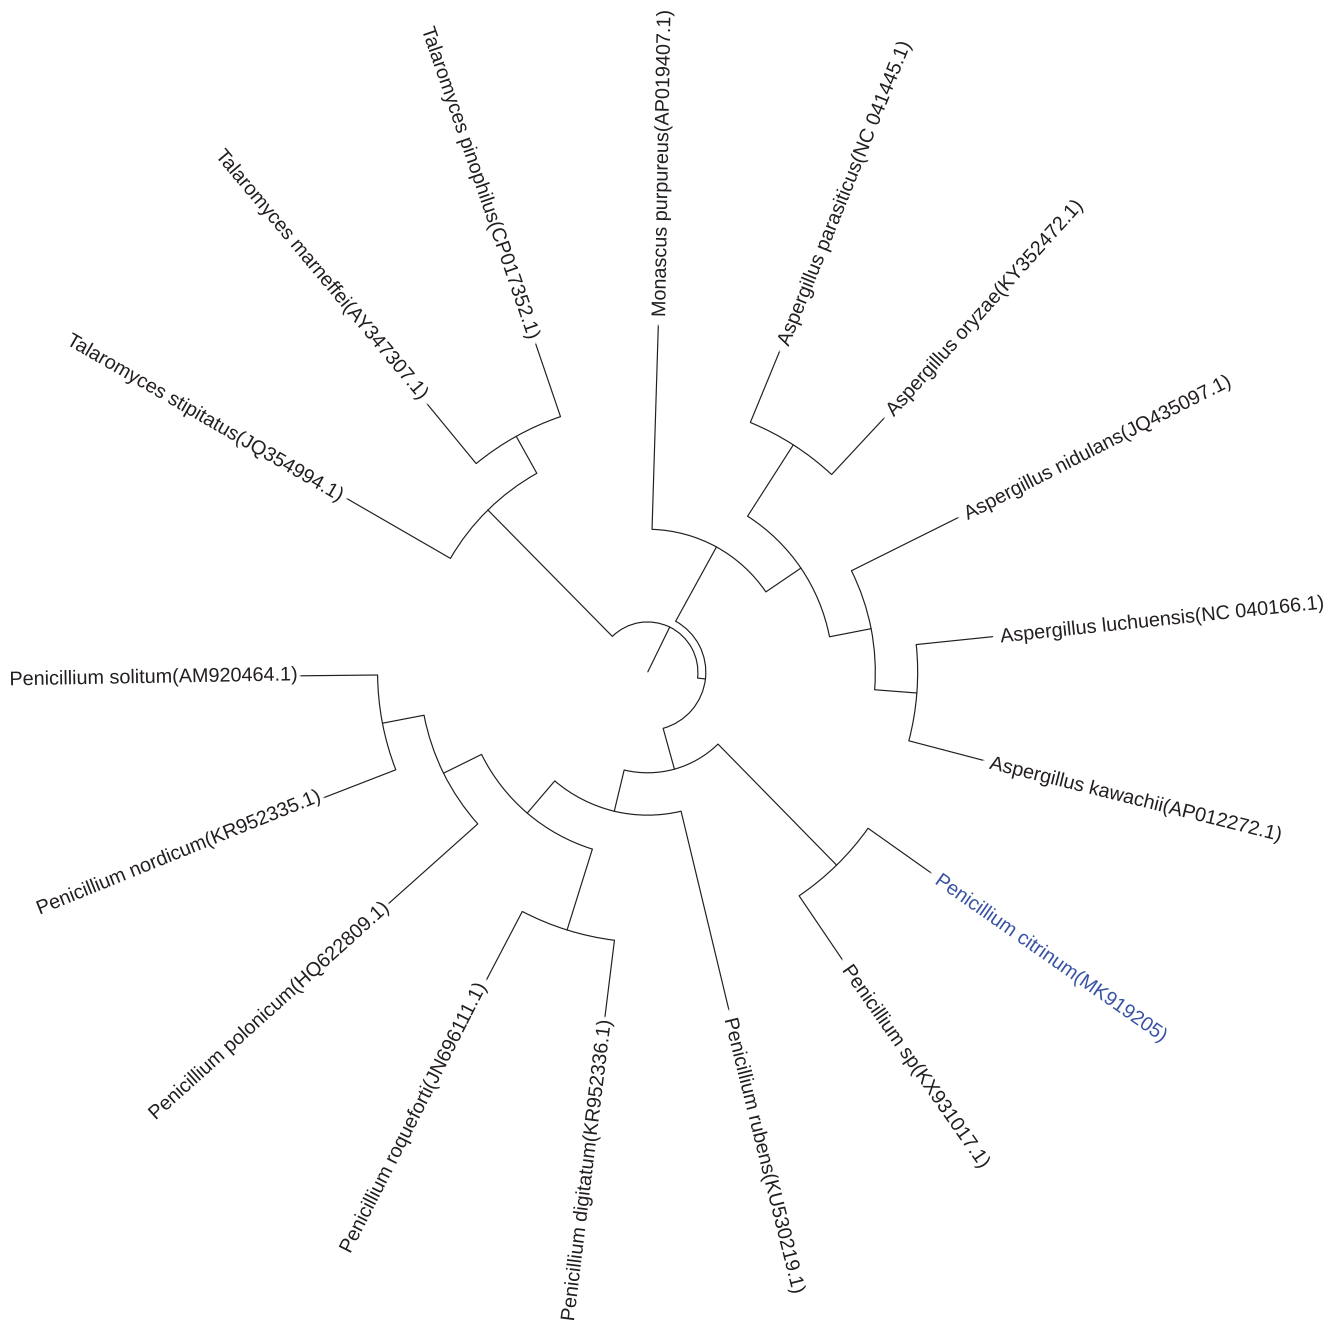 Monascus purpureus(AP019407.1)
Aspergillus parasiticus(NC 041445.1)
Aspergillus oryzae(KY352472.1)
Aspergillus nidulans(JQ435097.1)
Aspergillus luchuensis(NC 040166.1)
Aspergillus kawachii(AP012272.1)
Penicillium citrinum(MK919205)
Penicillium sp(KX931017.1)
Penicillium rubens(KU530219.1)
Penicillium digitatum(KR952336.1)
Penicillium roqueforti(JN696111.1)
Penicillium polonicum(HQ622809.1)
Penicillium nordicum(KR952335.1)
Penicillium solitum(AM920464.1)
Talaromyces stipitatus(JQ354994.1)
Talaromyces marneffei(AY347307.1)
Talaromyces pinophilus(CP017352.1)